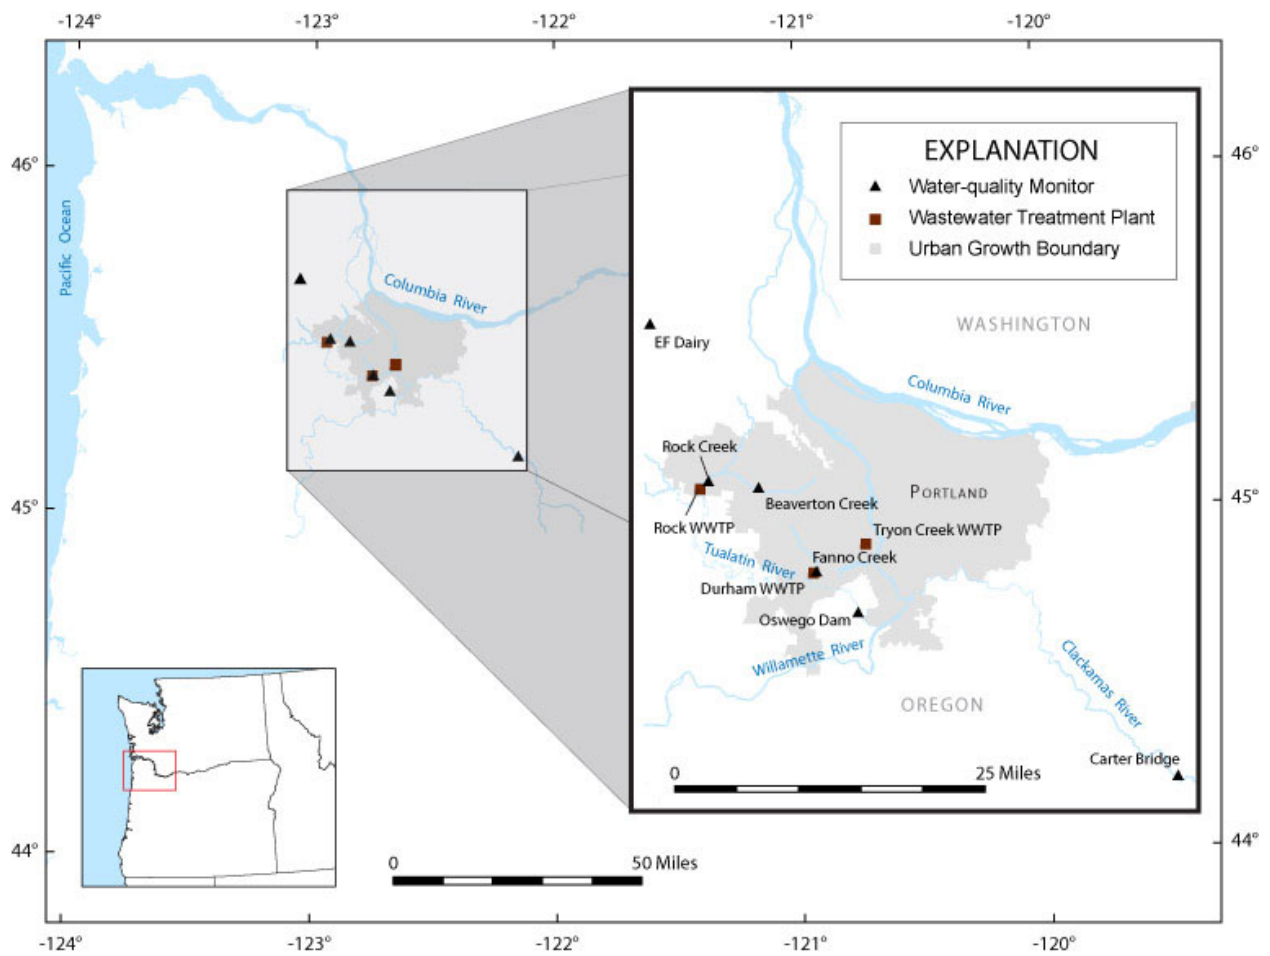 -124°
-123°
-122°
-121°
-120°
46°
46°
45°
45°
44°
44°
Pacific Ocean
Columbia River
EXPLANATION
Water-quality Monitor
Wastewater Treatment Plant
Urban Growth Boundary
WASHINGTON
EF Dairy
Columbia River
Rock Creek
PORTLAND
Beaverton Creek
Rock WWTP
Tryon Creek WWTP
Tualatin River
Fanno Creek
Durham WWTP
Oswego Dam
Willamette River
Clackamas River
OREGON
Carter Bridge
0
25 Miles
0
50 Miles
-124°
-123°
-122°
-121°
-120°